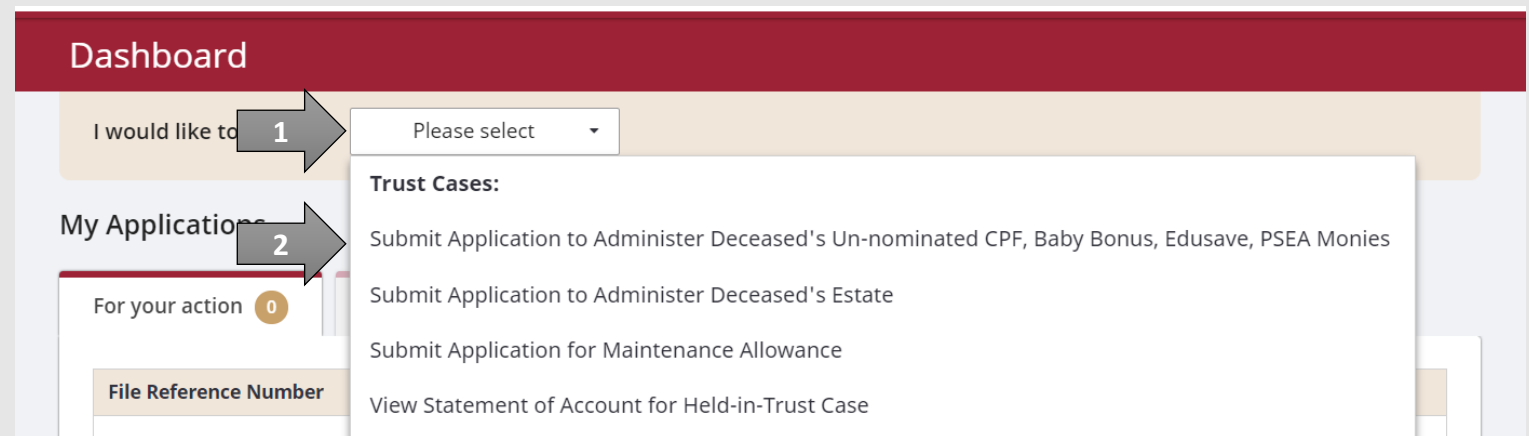 Dashboard
I would like to
1
Please select
Trust Cases:
My Applications
2
Submit Application to Administer Deceased's Un-nominated CPF, Baby Bonus, Edusave, PSEA Monies
Submit Application to Administer Deceased's Estate
For your action 0
Submit Application for Maintenance Allowance
File Reference Number
View Statement of Account for Held-in-Trust Case